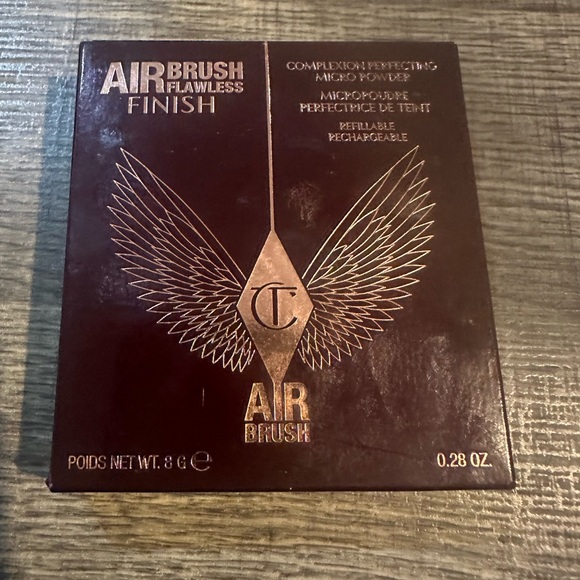 AIRBRUSH
FLAWLESS
FINISH
COMPLEXION PERFECTING
MICRO POWDER
MICROPOUDRE
PERFECTRICE DE TEINT
REFILLABLE
RECHARGEABLE
CT
AIR
BRUSH
POIDS NET WT. 8 G ℮
0.28 OZ.